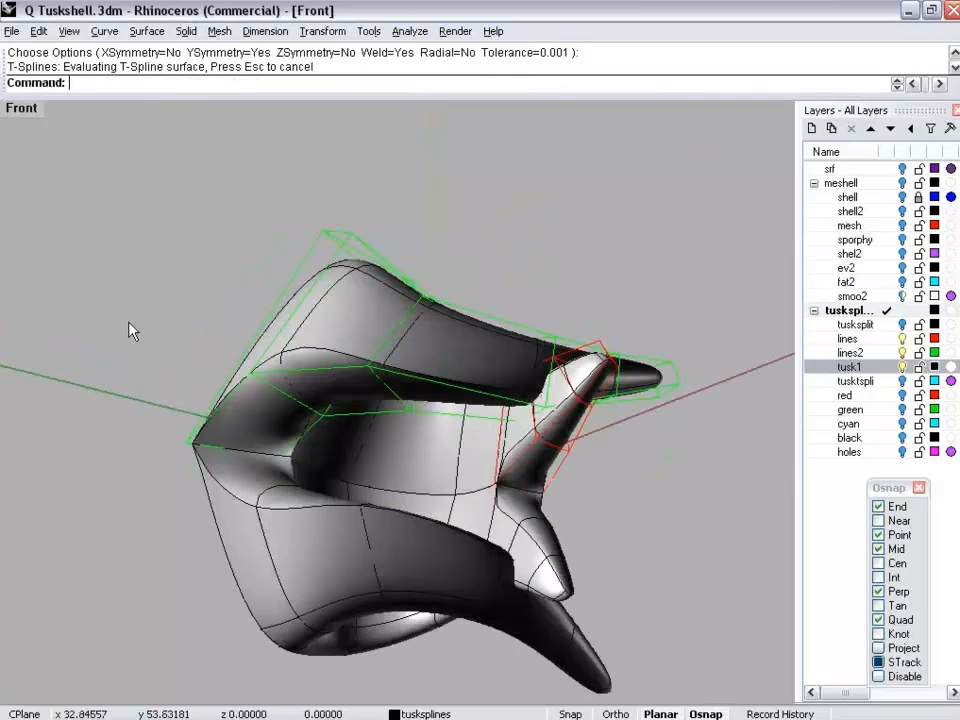 Q Tuskshell.3dm - Rhinoceros (Commercial) - [Front]
File Edit View Curve Surface Solid Mesh Dimension Transform Tools Analyze Render Help
Choose Options ( XSymmetry=No YSymmetry=Yes ZSymmetry=No Weld=Yes Radial=No Tolerance=0.001 ):
T-Splines: Evaluating T-Spline surface, Press Esc to cancel
Command:
Front
Layers - All Layers
Name
srf
meshell
shell
shell2
mesh
sporphy
shel2
ev2
fat2
smoo2
tuskspl...
tusksplit
lines
lines2
tusk1
tusktspli
red
green
cyan
black
holes
Osnap
End
Near
Point
Mid
Cen
Int
Perp
Tan
Quad
Knot
Project
STrack
Disable
CPlane x 32.84557 y 53.63181 z 0.00000 0.00000 tusksplines Snap Ortho Planar Osnap Record History